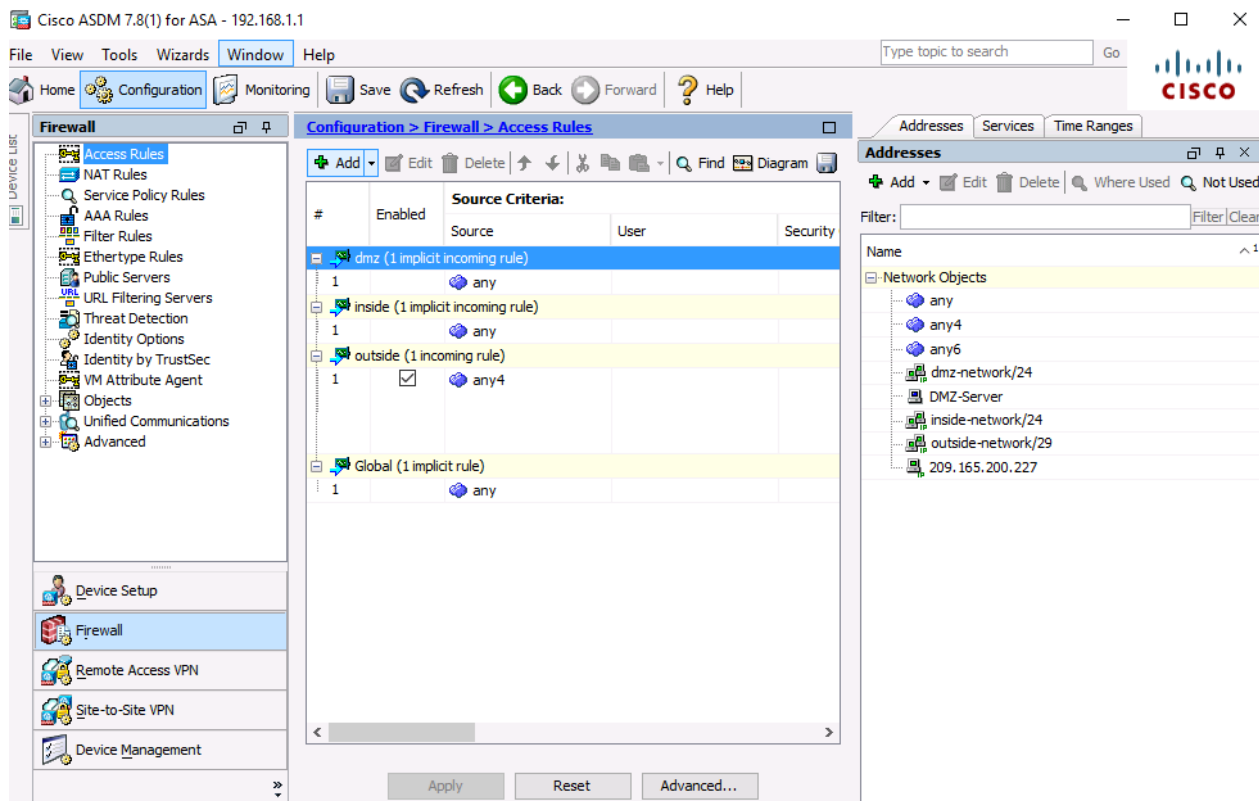 Cisco ASDM 7.8(1) for ASA - 192.168.1.1
File View Tools Wizards Window Help
Type topic to search Go
Home Configuration Monitoring Save Refresh Back Forward Help
CISCO
Device List
Firewall
Access Rules
NAT Rules
Service Policy Rules
AAA Rules
Filter Rules
Ethertype Rules
Public Servers
URL URL Filtering Servers
Threat Detection
Identity Options
Identity by TrustSec
VM Attribute Agent
Objects
Unified Communications
Advanced
Device Setup
Firewall
Remote Access VPN
Site-to-Site VPN
Device Management
Configuration > Firewall > Access Rules
Add Edit Delete Find Diagram
# Enabled Source Criteria:
Source User Security
dmz (1 implicit incoming rule)
1 any
inside (1 implicit incoming rule)
1 any
outside (1 incoming rule)
1 any4
Global (1 implicit rule)
1 any
Apply Reset Advanced...
Addresses Services Time Ranges
Addresses
Add Edit Delete Where Used Not Used
Filter: Filter Clear
Name 1
Network Objects
any
any4
any6
dmz-network/24
DMZ-Server
inside-network/24
outside-network/29
209.165.200.227